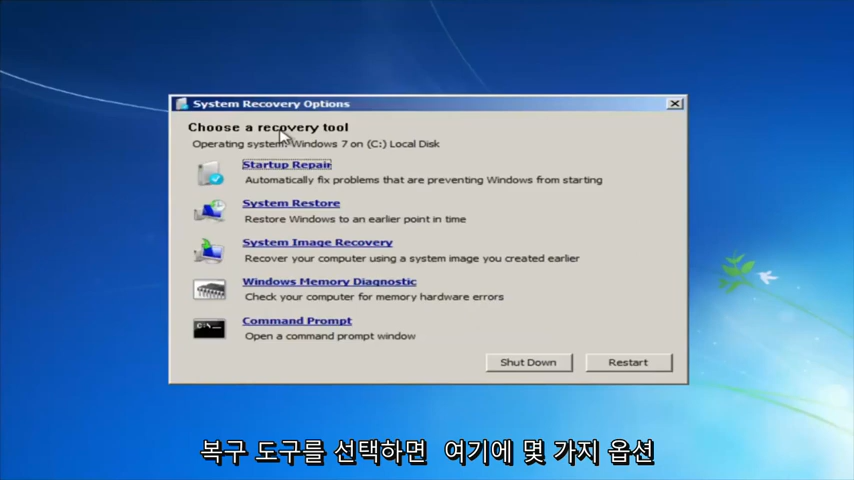 System Recovery Options
Choose a recovery tool
Operating system: Windows 7 on (C:) Local Disk
Startup Repair
Automatically fix problems that are preventing Windows from starting
System Restore
Restore Windows to an earlier point in time
System Image Recovery
Recover your computer using a system image you created earlier
Windows Memory Diagnostic
Check your computer for memory hardware errors
C:\
Command Prompt
Open a command prompt window
Shut Down
Restart
복구 도구를 선택하면 여기에 몇 가지 옵션